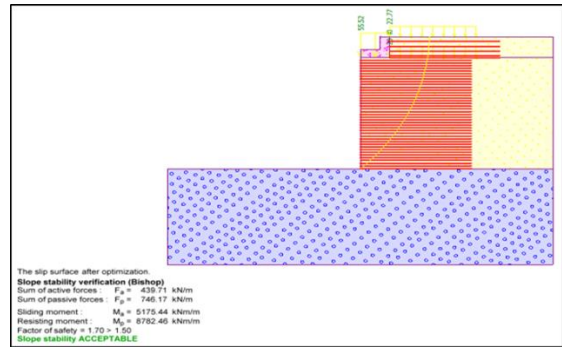 55.52
22.77
The slip surface after optimization.
Slope stability verification (Bishop)
Sum of active forces : Fa = 439.71 kN/m
Sum of passive forces : Fp = 746.17 kN/m
Sliding moment : Ma = 5175.44 kNm/m
Resisting moment : Mp = 8782.46 kNm/m
Factor of safety = 1.70 > 1.50
Slope stability ACCEPTABLE